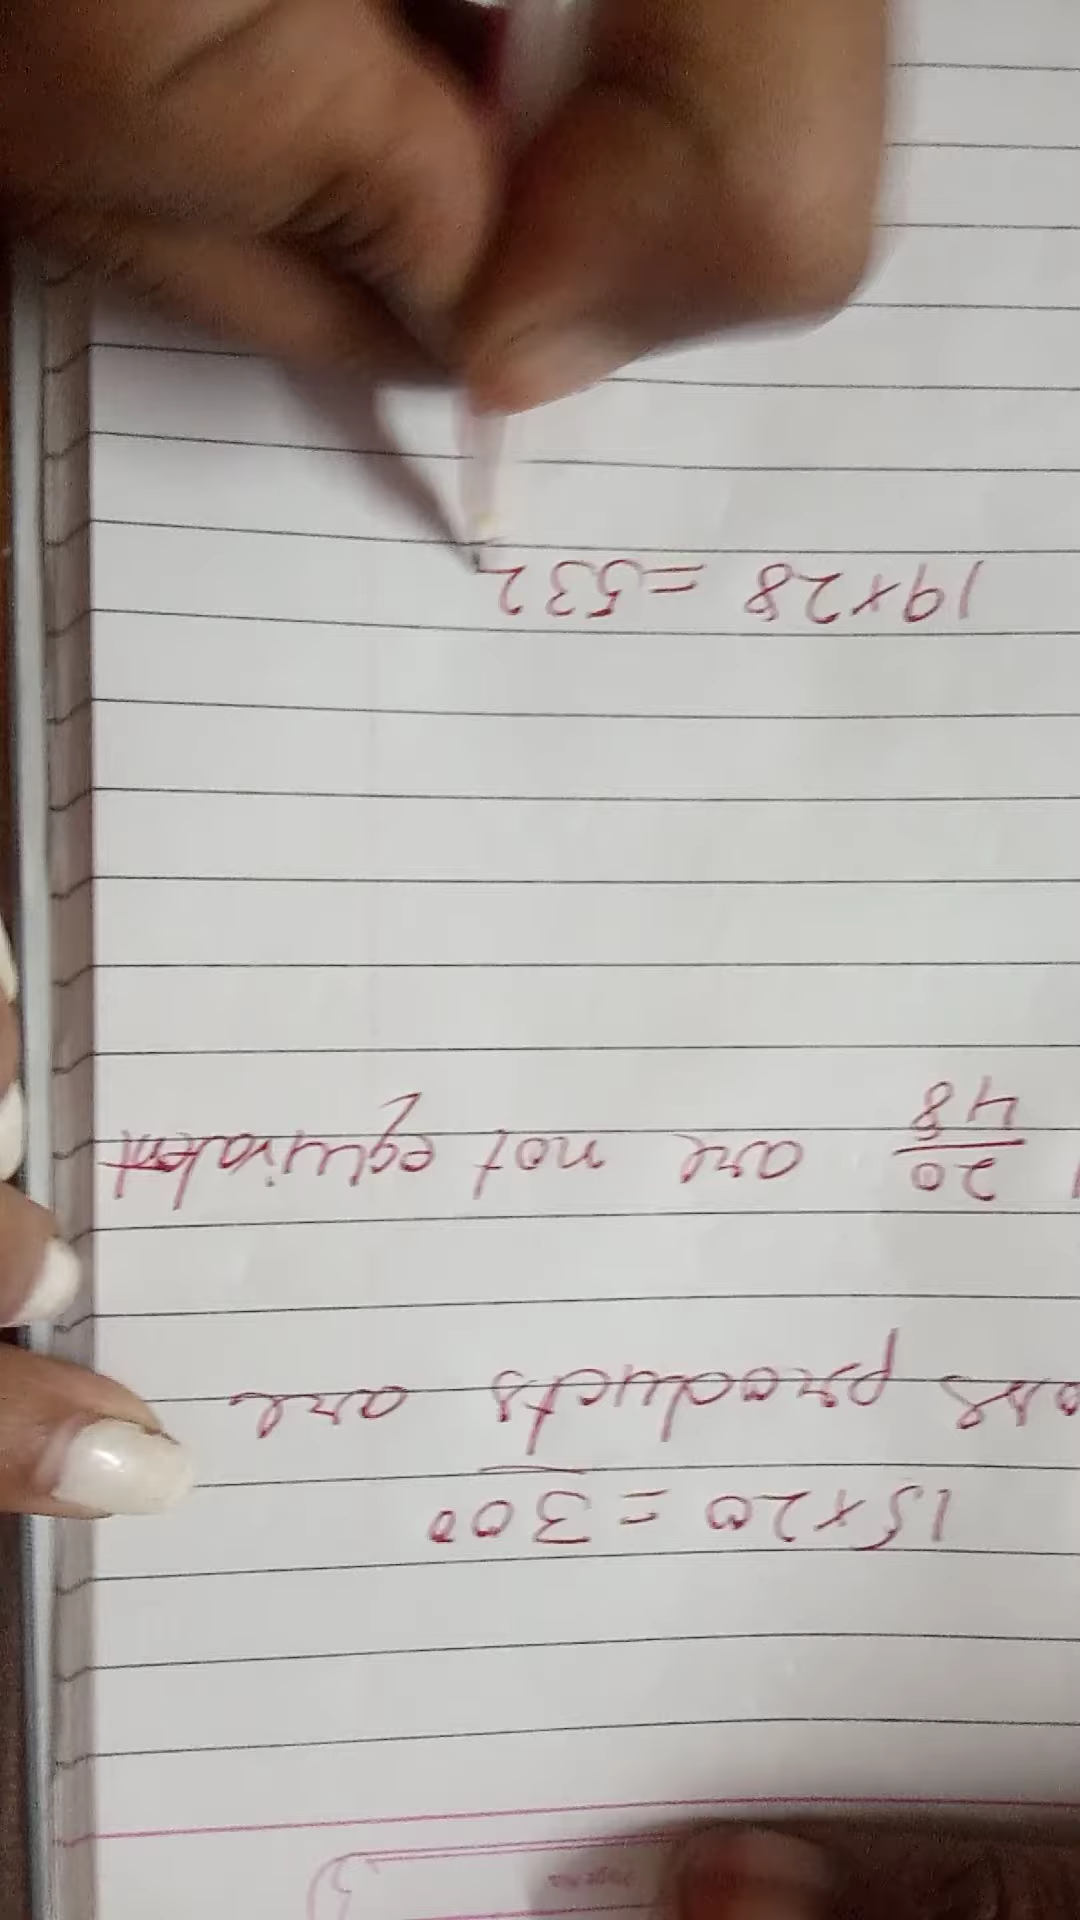 15×20 = 300
products are
20/48 are not equivalent
19×28 = 532